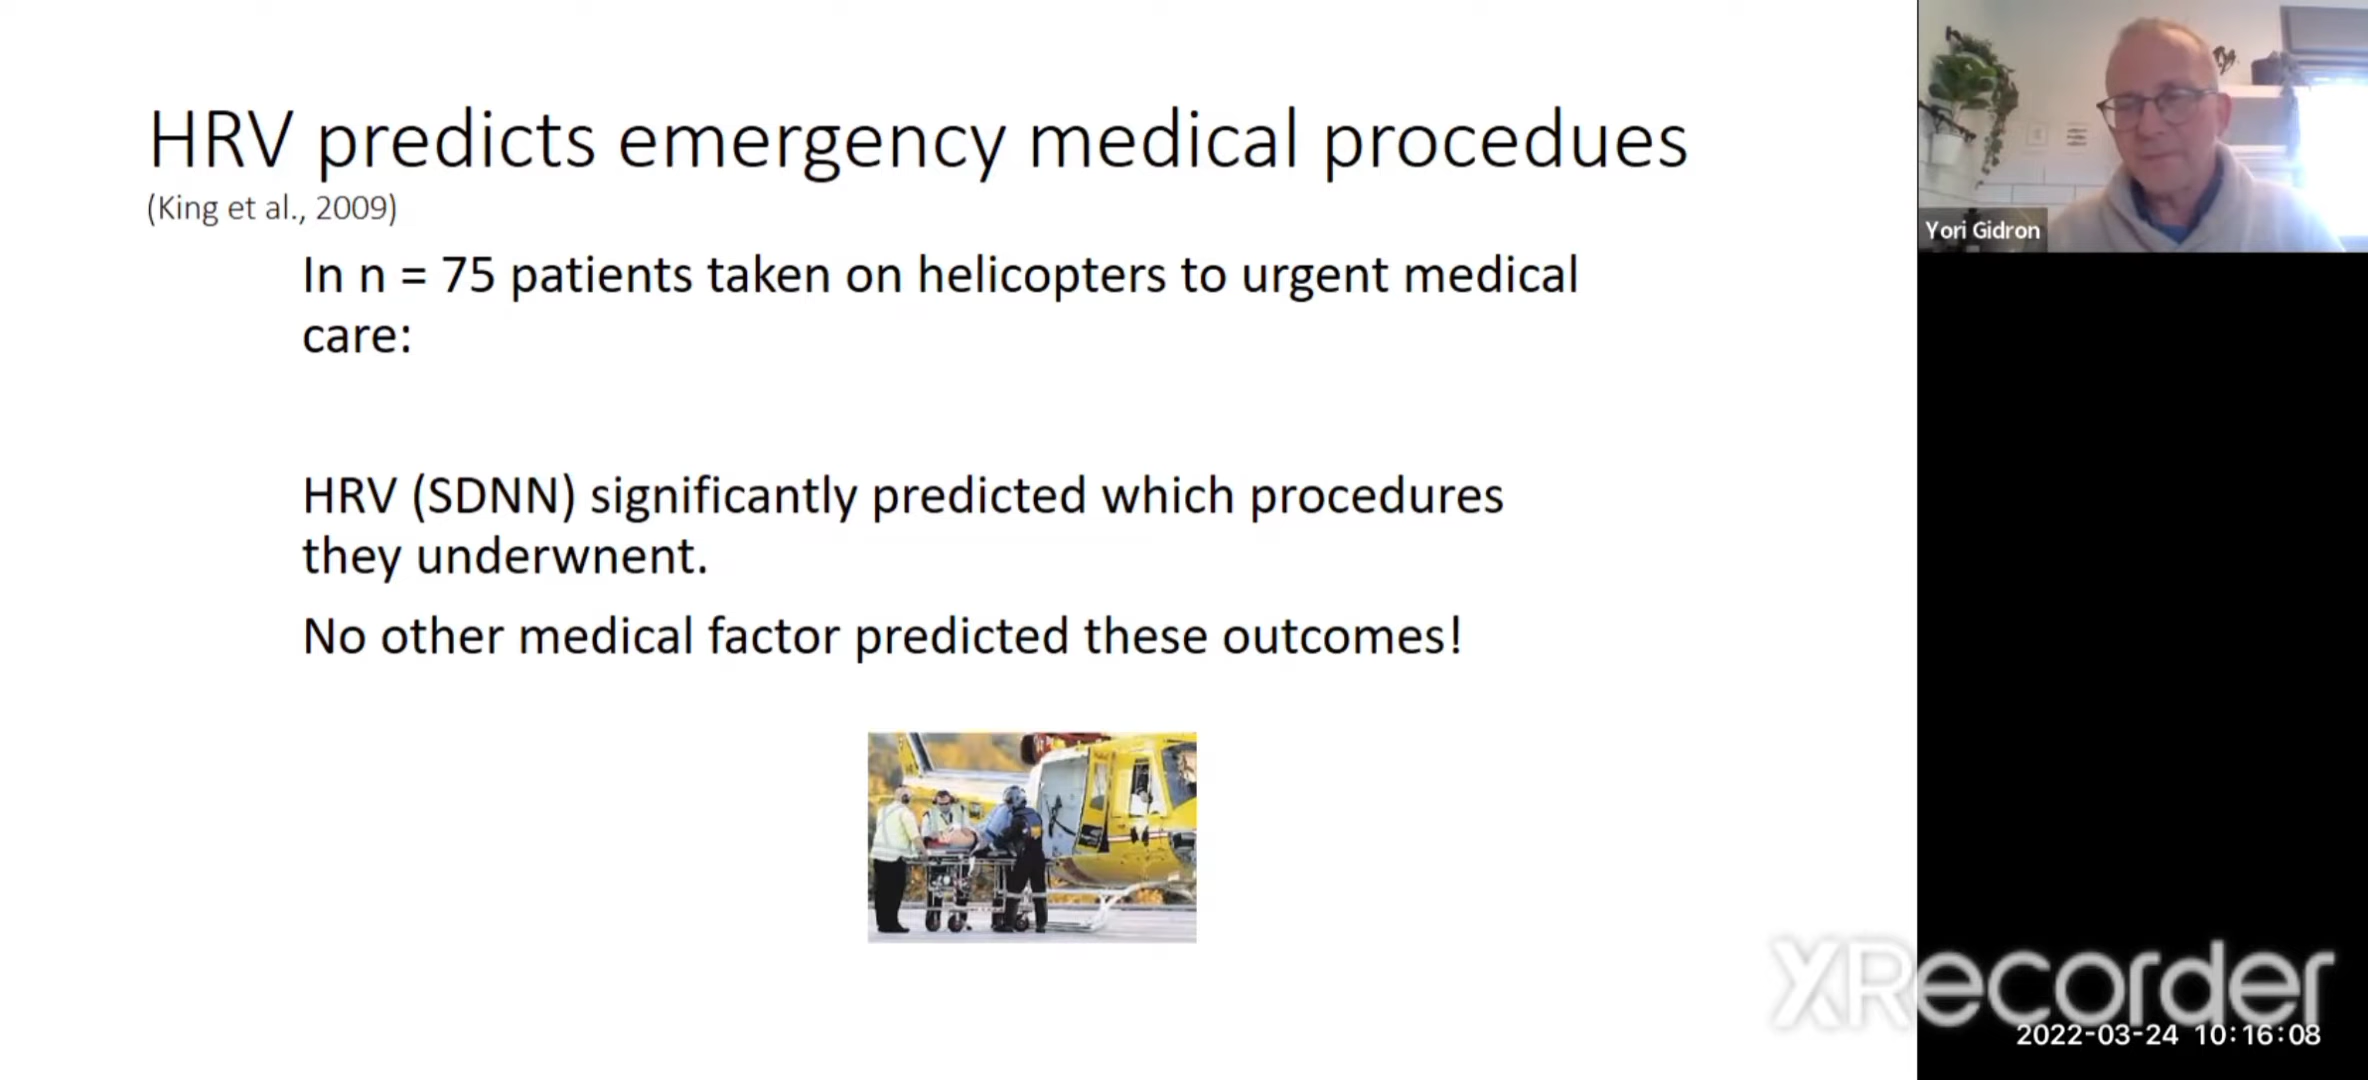 HRV predicts emergency medical procedues
(King et al., 2009)
In n = 75 patients taken on helicopters to urgent medical
care:
HRV (SDNN) significantly predicted which procedures
they underwnent.
No other medical factor predicted these outcomes!
Yori Gidron
XRecorder
2022-03-24 10:16:08